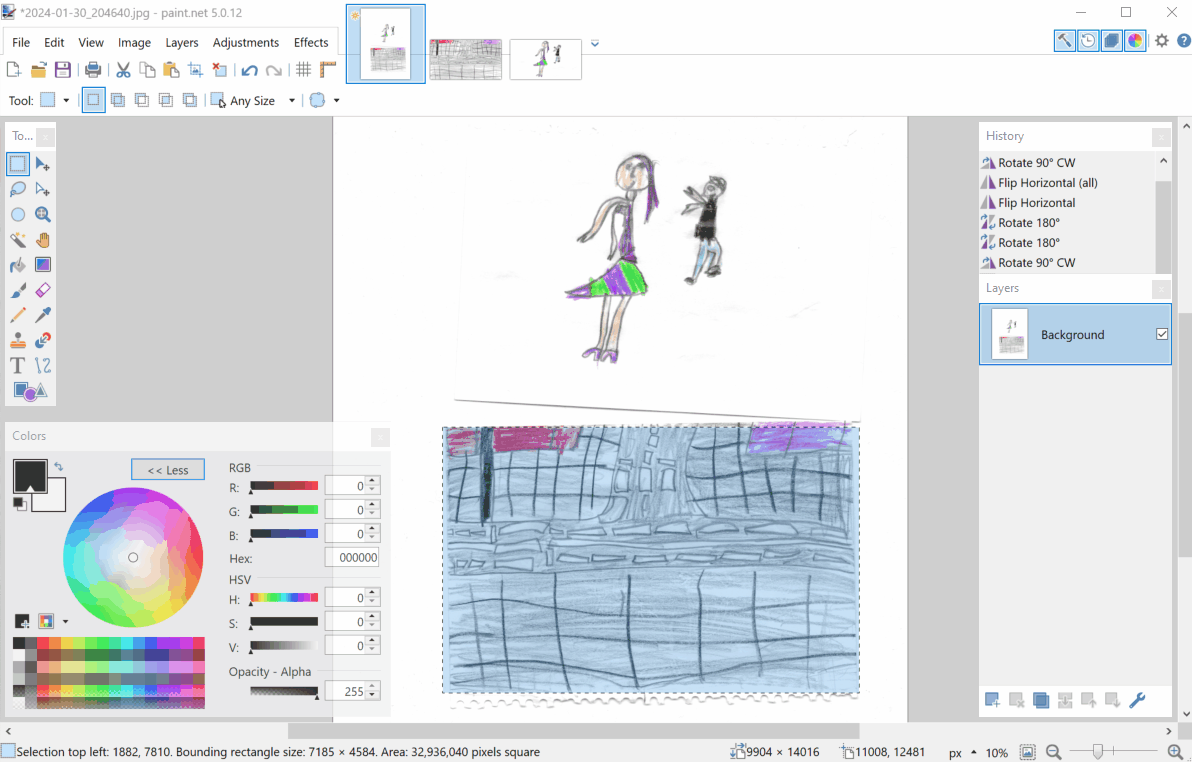 *2024-01-30_204640.jpg - paint.net 5.0.12
File Edit View Image Layers Adjustments Effects
Tool: Any Size
To...
History
Rotate 90° CW
Flip Horizontal (all)
Flip Horizontal
Rotate 180°
Rotate 180°
Rotate 90° CW
Layers
Background
Colors
<< Less
RGB
R: 0
G: 0
B: 0
Hex: 000000
HSV
H: 0
S: 0
V: 0
Opacity - Alpha
255
Selection top left: 1882, 7810. Bounding rectangle size: 7185 × 4584. Area: 32,936,040 pixels square 9904 × 14016 11008, 12481 px 10%